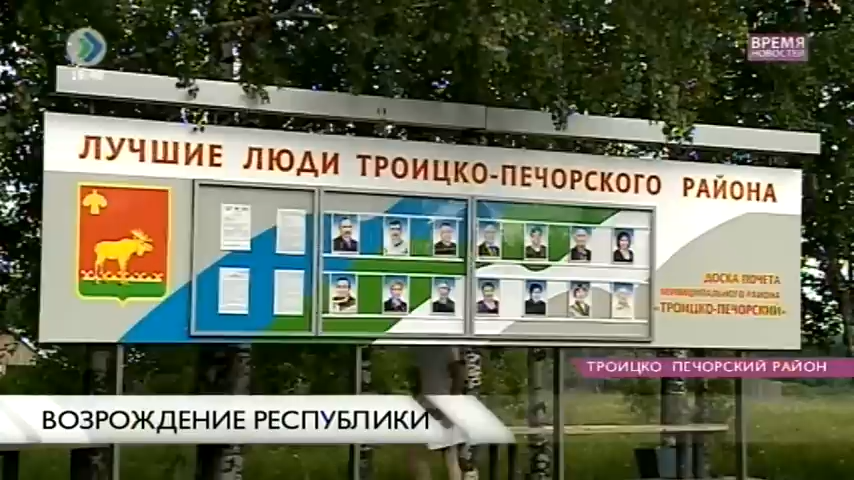 ВРЕМЯ
НОВОСТЕЙ
ЛУЧШИЕ ЛЮДИ ТРОИЦКО-ПЕЧОРСКОГО РАЙОНА
ДОСКА ПОЧЕТА
МУНИЦИПАЛЬНОГО РАЙОНА
"ТРОИЦКО-ПЕЧОРСКИЙ"
ТРОИЦКО ПЕЧОРСКИЙ РАЙОН
ВОЗРОЖДЕНИЕ РЕСПУБЛИКИ